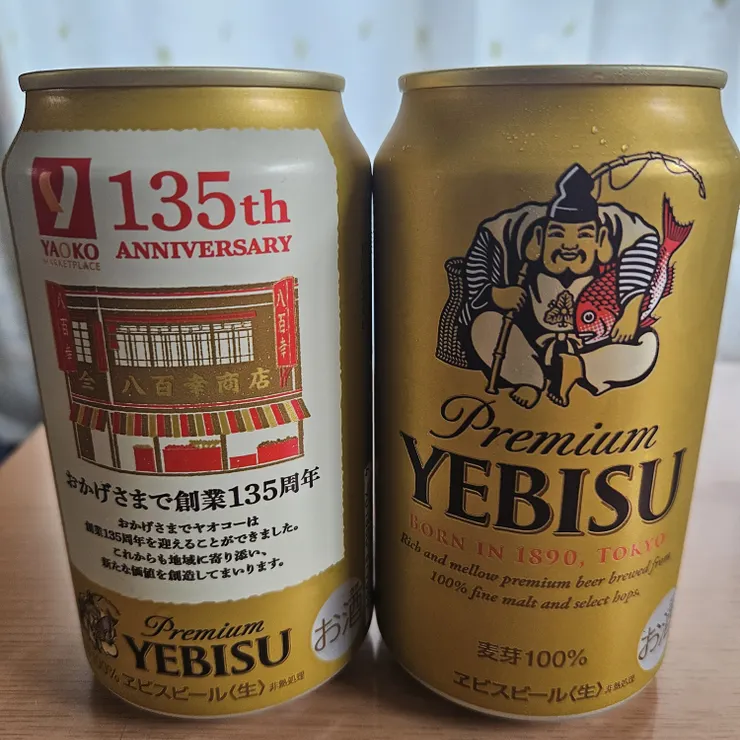 YAOKO
MARKETPLACE
135th
ANNIVERSARY
八百幸
八百幸
八百幸商店
おかげさまで創業135周年
おかげさまでヤオコーは
創業135周年を迎えることができました。
これからも地域に寄り添い、
新たな価値を創造してまいります。
Premium
YEBISU
100%
ヱビスビール〈生〉非熱処理
お酒
Premium
YEBISU
BORN IN 1890, TOKYO
Rich and mellow premium beer brewed from
100% fine malt and select hops.
麦芽100%
ヱビスビール〈生〉非熱処理
お酒